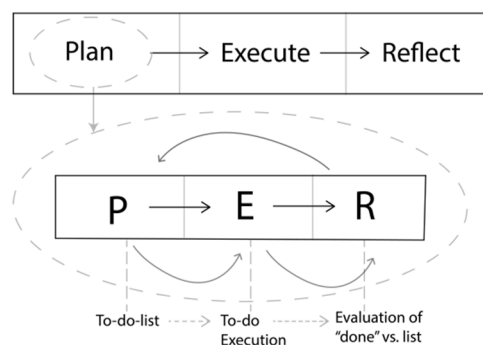 Plan
Execute
Reflect
P
E
R
To-do-list
To-do
Execution
Evaluation of
“done” vs. list